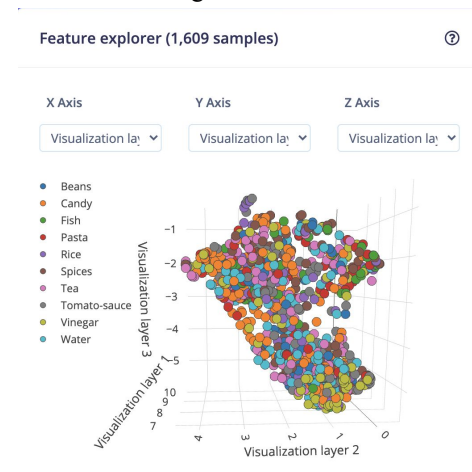 Feature explorer (1,609 samples)
X Axis
Y Axis
Z Axis
Visualization lay
Visualization lay
Visualization lay
Beans
Candy
Fish
Pasta
Rice
Spices
Tea
Tomato-sauce
Vinegar
Water
Visualization layer 3
−1
−2
−3
−4
−5
Visualization layer 1
10
9
8
7
4
3
2
1
0
Visualization layer 2